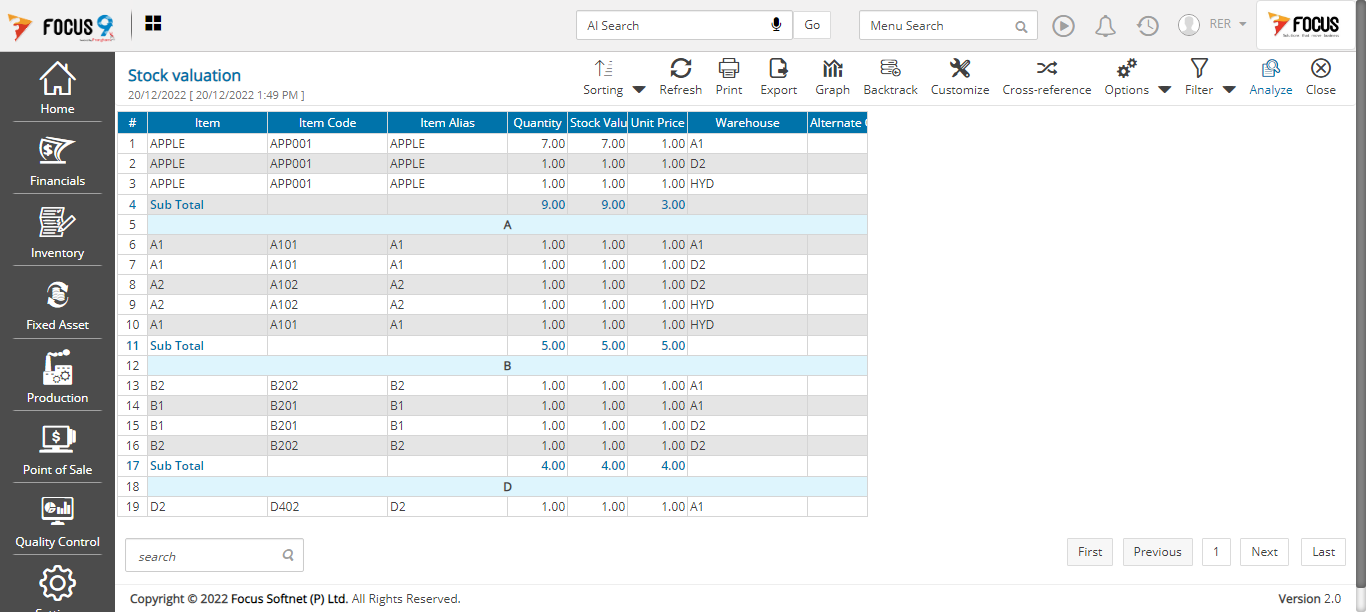 FOCUS 9
AI Search
Go
Menu Search
RER
FOCUS
Home
Financials
Inventory
Fixed Asset
Production
Point of Sale
Quality Control
Stock valuation
20/12/2022 [ 20/12/2022 1:49 PM ]
Sorting Refresh Print Export Graph Backtrack Customize Cross-reference Options Filter Analyze Close
# Item Item Code Item Alias Quantity Stock Valu Unit Price Warehouse Alternate
1 APPLE APP001 APPLE 7.00 7.00 1.00 A1
2 APPLE APP001 APPLE 1.00 1.00 1.00 D2
3 APPLE APP001 APPLE 1.00 1.00 1.00 HYD
4 Sub Total 9.00 9.00 3.00
5 A
6 A1 A101 A1 1.00 1.00 1.00 A1
7 A1 A101 A1 1.00 1.00 1.00 D2
8 A2 A102 A2 1.00 1.00 1.00 D2
9 A2 A102 A2 1.00 1.00 1.00 HYD
10 A1 A101 A1 1.00 1.00 1.00 HYD
11 Sub Total 5.00 5.00 5.00
12 B
13 B2 B202 B2 1.00 1.00 1.00 A1
14 B1 B201 B1 1.00 1.00 1.00 A1
15 B1 B201 B1 1.00 1.00 1.00 D2
16 B2 B202 B2 1.00 1.00 1.00 D2
17 Sub Total 4.00 4.00 4.00
18 D
19 D2 D402 D2 1.00 1.00 1.00 A1
search
First Previous 1 Next Last
Copyright © 2022 Focus Softnet (P) Ltd. All Rights Reserved.
Version 2.0